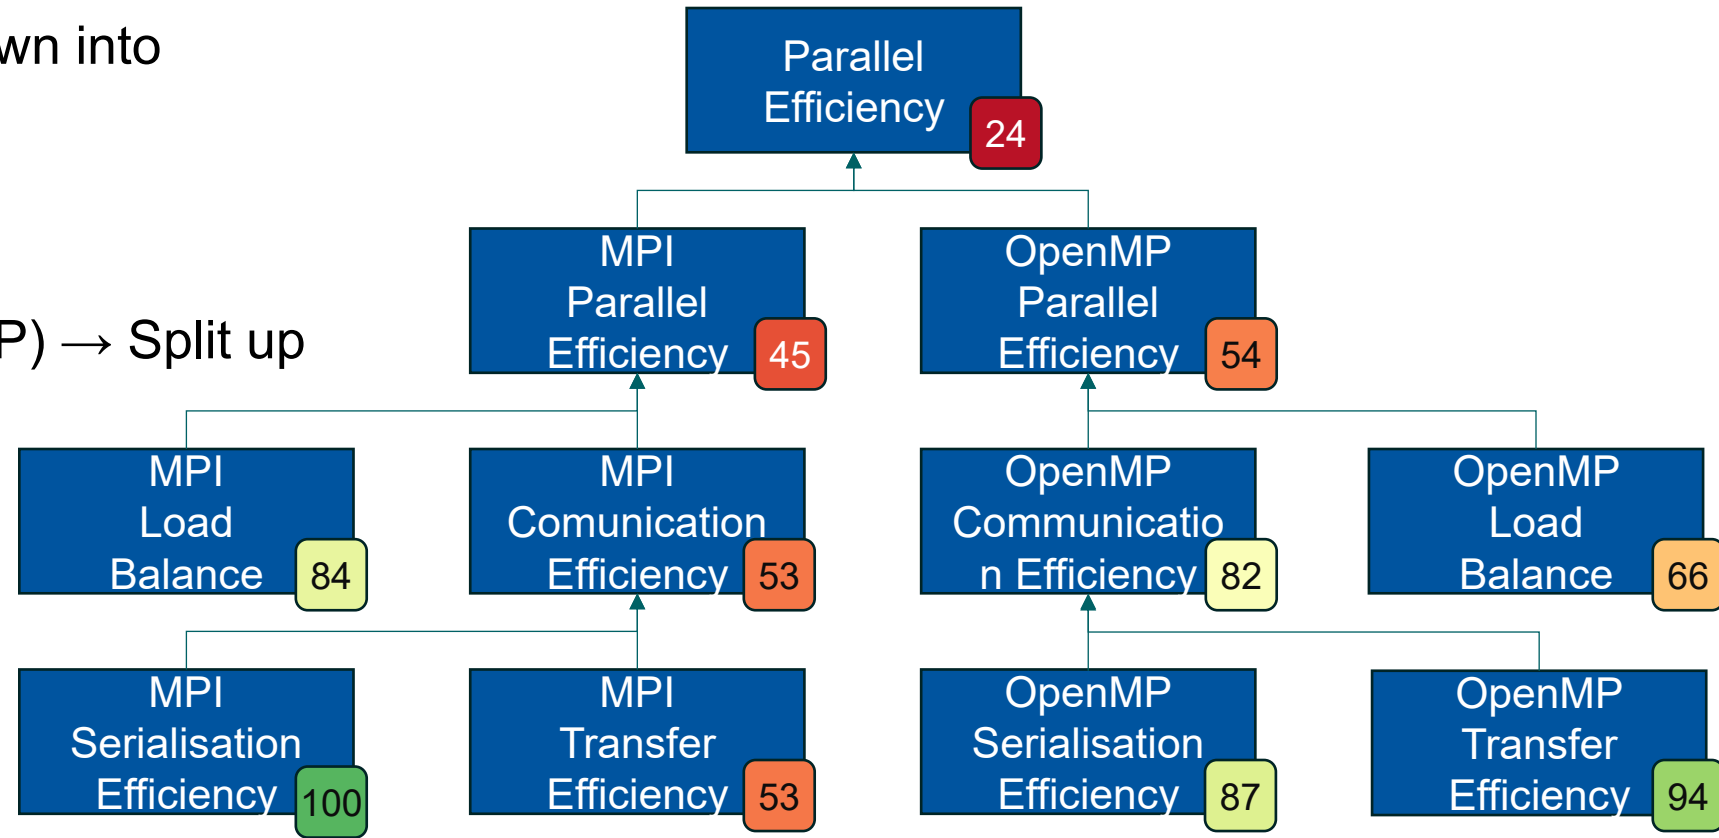 wn into
Parallel
Efficiency
24
P) → Split up
MPI
Parallel
Efficiency
45
OpenMP
Parallel
Efficiency
54
MPI
Load
Balance
84
MPI
Comunication
Efficiency
53
OpenMP
Communicatio
n Efficiency
82
OpenMP
Load
Balance
66
MPI
Serialisation
Efficiency
100
MPI
Transfer
Efficiency
53
OpenMP
Serialisation
Efficiency
87
OpenMP
Transfer
Efficiency
94